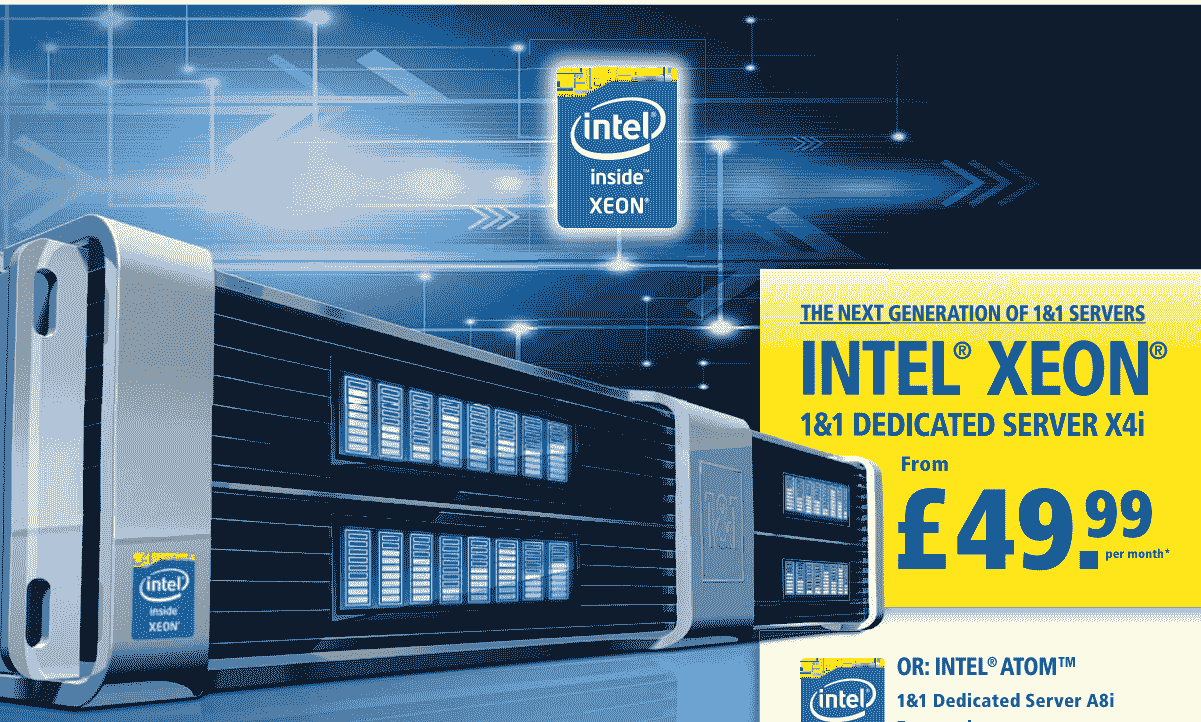 intel®
inside™
XEON®
THE NEXT GENERATION OF 1&1 SERVERS
INTEL® XEON®
1&1 DEDICATED SERVER X4i
From
£49.99
per month*
1&1
intel®
inside™
XEON®
OR: INTEL® ATOM™
intel®
1&1 Dedicated Server A8i